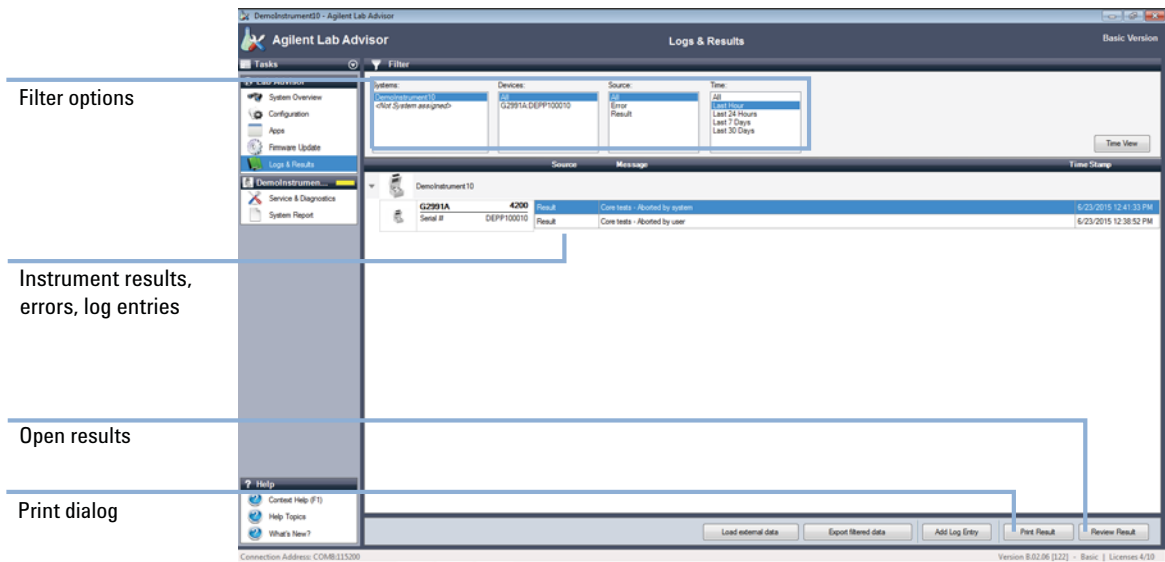 DemoInstrument10 - Agilent Lab Advisor
Agilent Lab Advisor
Logs & Results
Basic Version
Tasks
Filter
Filter options
Lab Advisor
System Overview
Configuration
Apps
Firmware Update
Logs & Results
DemoInstrumen...
Service & Diagnostics
System Report
Systems:
DemoInstrument10
<Not System assigned>
Devices:
All
G2991A:DEPP100010
Source:
All
Error
Result
Time:
All
Last Hour
Last 24 Hours
Last 7 Days
Last 30 Days
Time View
Source Message Time Stamp
DemoInstrument10
G2991A 4200 Result Core tests - Aborted by system 6/23/2015 12:41:33 PM
Serial # DEPP100010 Result Core tests - Aborted by user 6/23/2015 12:38:52 PM
Instrument results,
errors, log entries
Open results
Print dialog
? Help
Context Help (F1)
Help Topics
What's New?
Load external data
Export filtered data
Add Log Entry
Print Result
Review Result
Connection Address: COM8:115200
Version B.02.06 [122] - Basic | Licenses 4/10